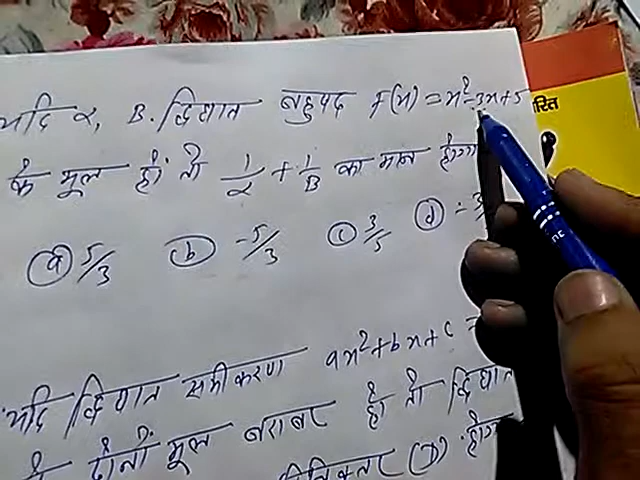 यदि α, B. द्विघात बहुपद f(x) = x²-3x+5
के मूल हों तो 1/α + 1/B का मान होगा
(a) 5/3 (b) -5/3 (c) 3/5 (d)
यदि द्विघात समीकरण ax²+bx+c =
के दोनों मूल बराबर हो तो द्विघात
(D) होगा